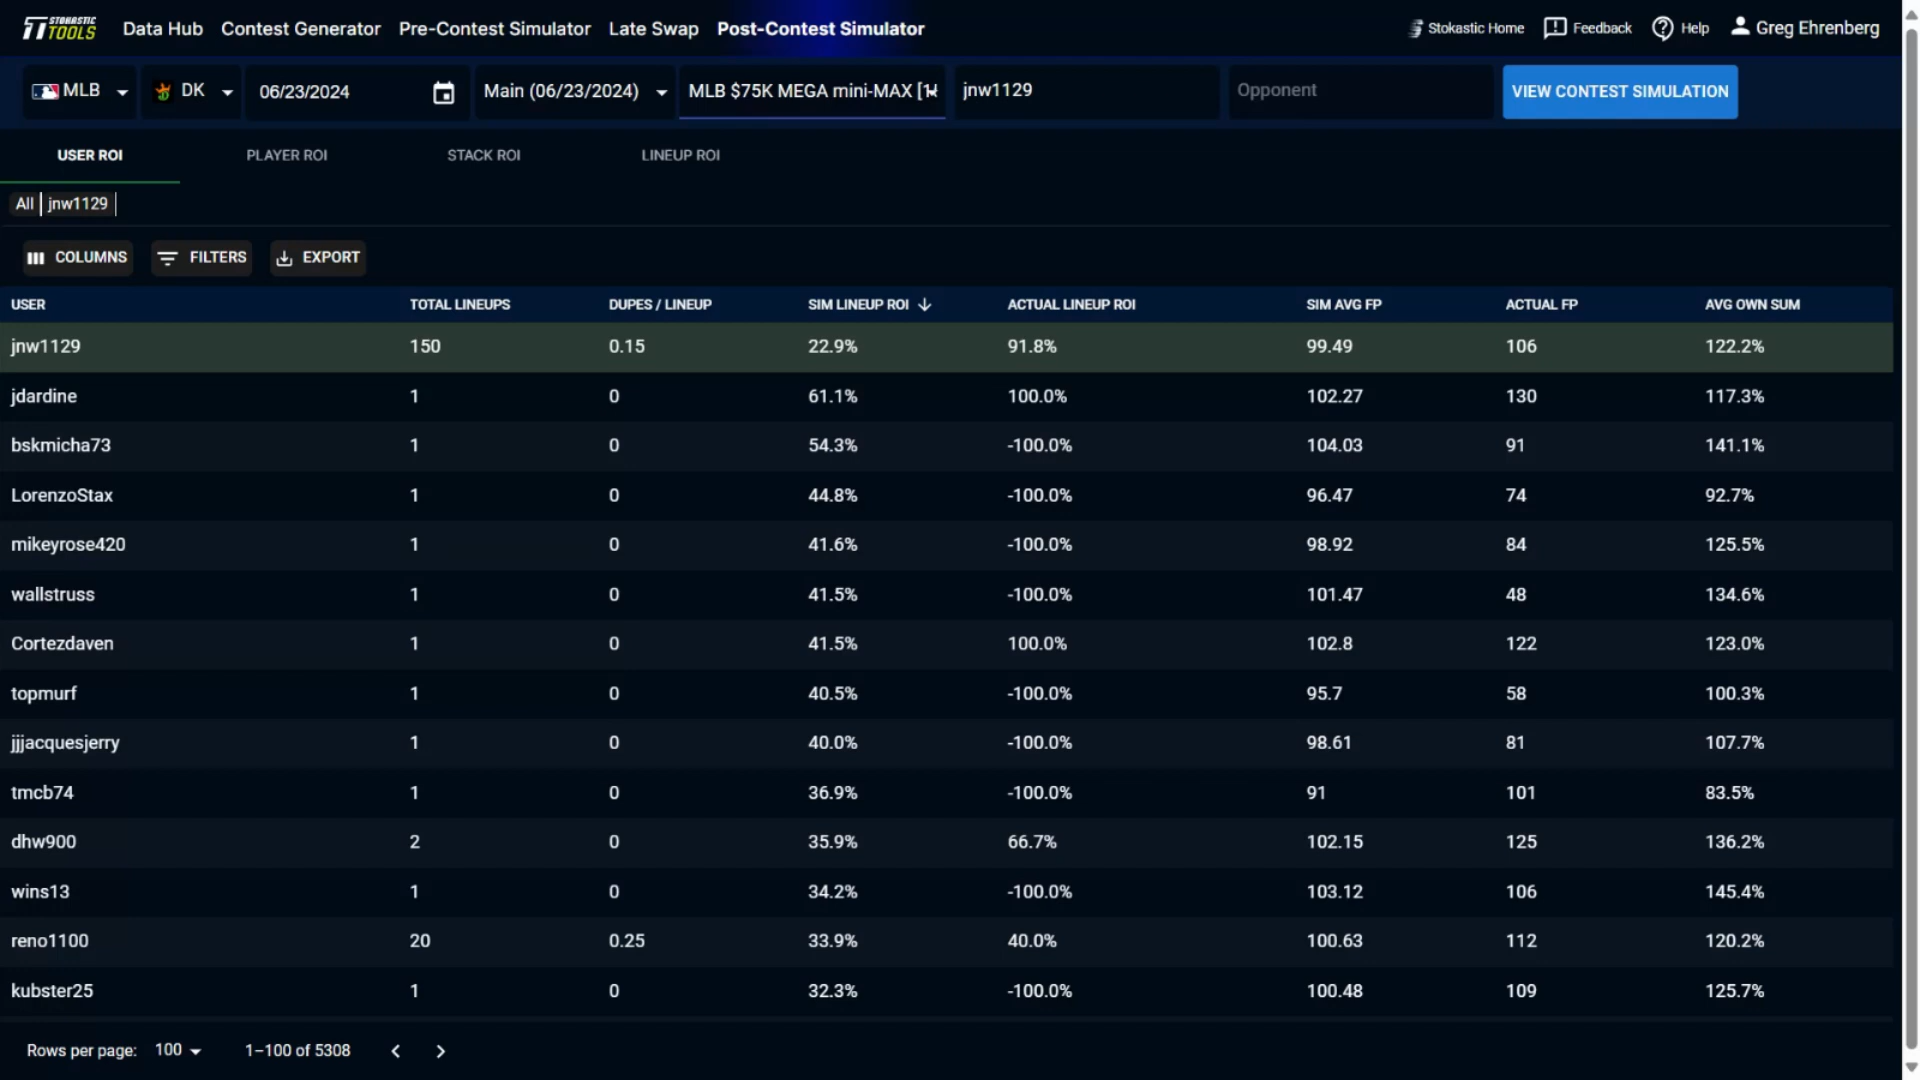 STOKASTIC TOOLS Data Hub Contest Generator Pre-Contest Simulator Late Swap Post-Contest Simulator Stokastic Home Feedback Help Greg Ehrenberg
MLB DK 06/23/2024 Main (06/23/2024) MLB $75K MEGA mini-MAX [1 jnw1129 Opponent VIEW CONTEST SIMULATION
USER ROI PLAYER ROI STACK ROI LINEUP ROI
All jnw1129
COLUMNS FILTERS EXPORT
USER TOTAL LINEUPS DUPES / LINEUP SIM LINEUP ROI ACTUAL LINEUP ROI SIM AVG FP ACTUAL FP AVG OWN SUM
jnw1129 150 0.15 22.9% 91.8% 99.49 106 122.2%
jdardine 1 0 61.1% 100.0% 102.27 130 117.3%
bskmicha73 1 0 54.3% -100.0% 104.03 91 141.1%
LorenzoStax 1 0 44.8% -100.0% 96.47 74 92.7%
mikeyrose420 1 0 41.6% -100.0% 98.92 84 125.5%
wallstruss 1 0 41.5% -100.0% 101.47 48 134.6%
Cortezdaven 1 0 41.5% 100.0% 102.8 122 123.0%
topmurf 1 0 40.5% -100.0% 95.7 58 100.3%
jjjacquesjerry 1 0 40.0% -100.0% 98.61 81 107.7%
tmcb74 1 0 36.9% -100.0% 91 101 83.5%
dhw900 2 0 35.9% 66.7% 102.15 125 136.2%
wins13 1 0 34.2% -100.0% 103.12 106 145.4%
reno1100 20 0.25 33.9% 40.0% 100.63 112 120.2%
kubster25 1 0 32.3% -100.0% 100.48 109 125.7%
Rows per page: 100 1–100 of 5308